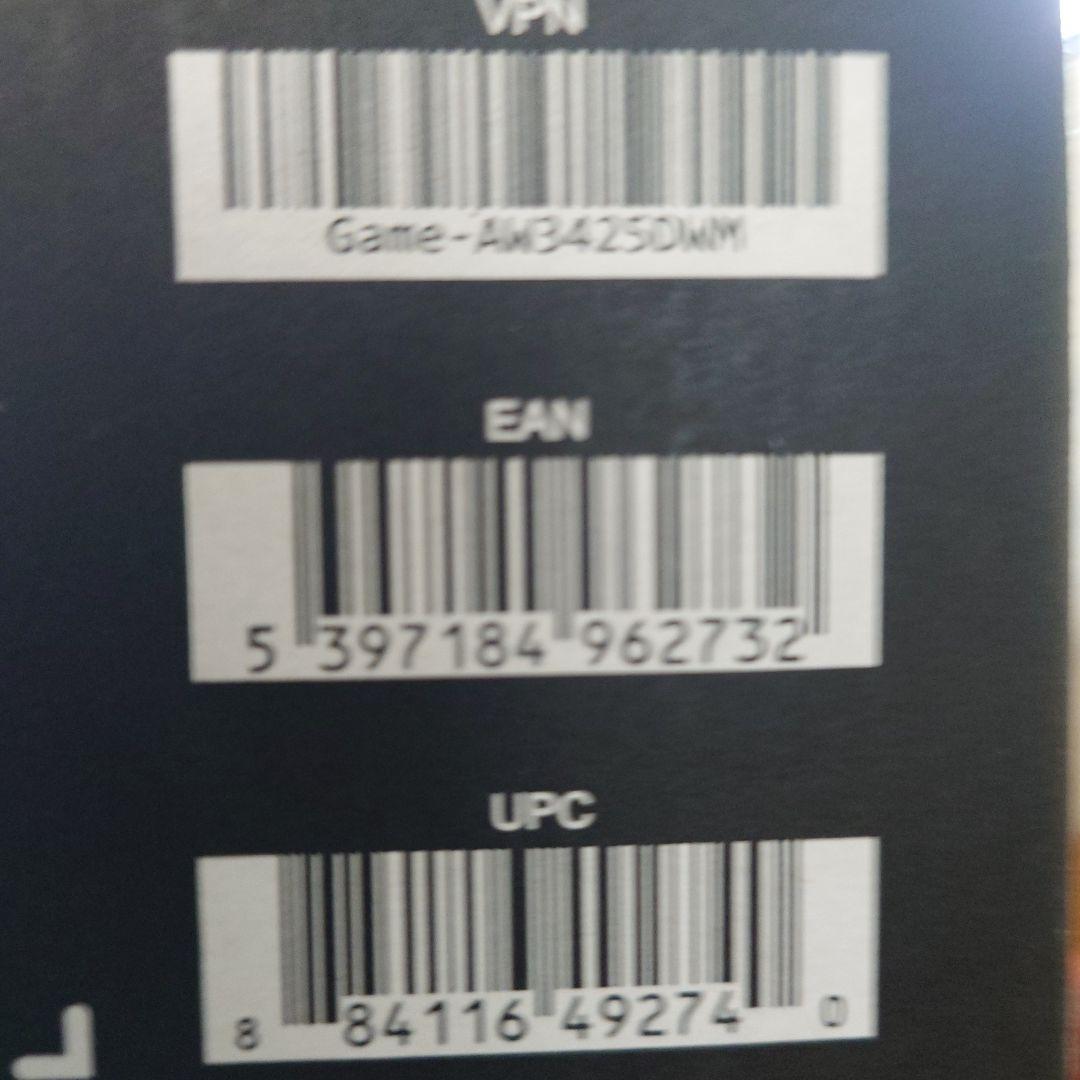 VPN
Game-AW3425DWM
EAN
5 397184 962732
UPC
8 84116 49274 0
L